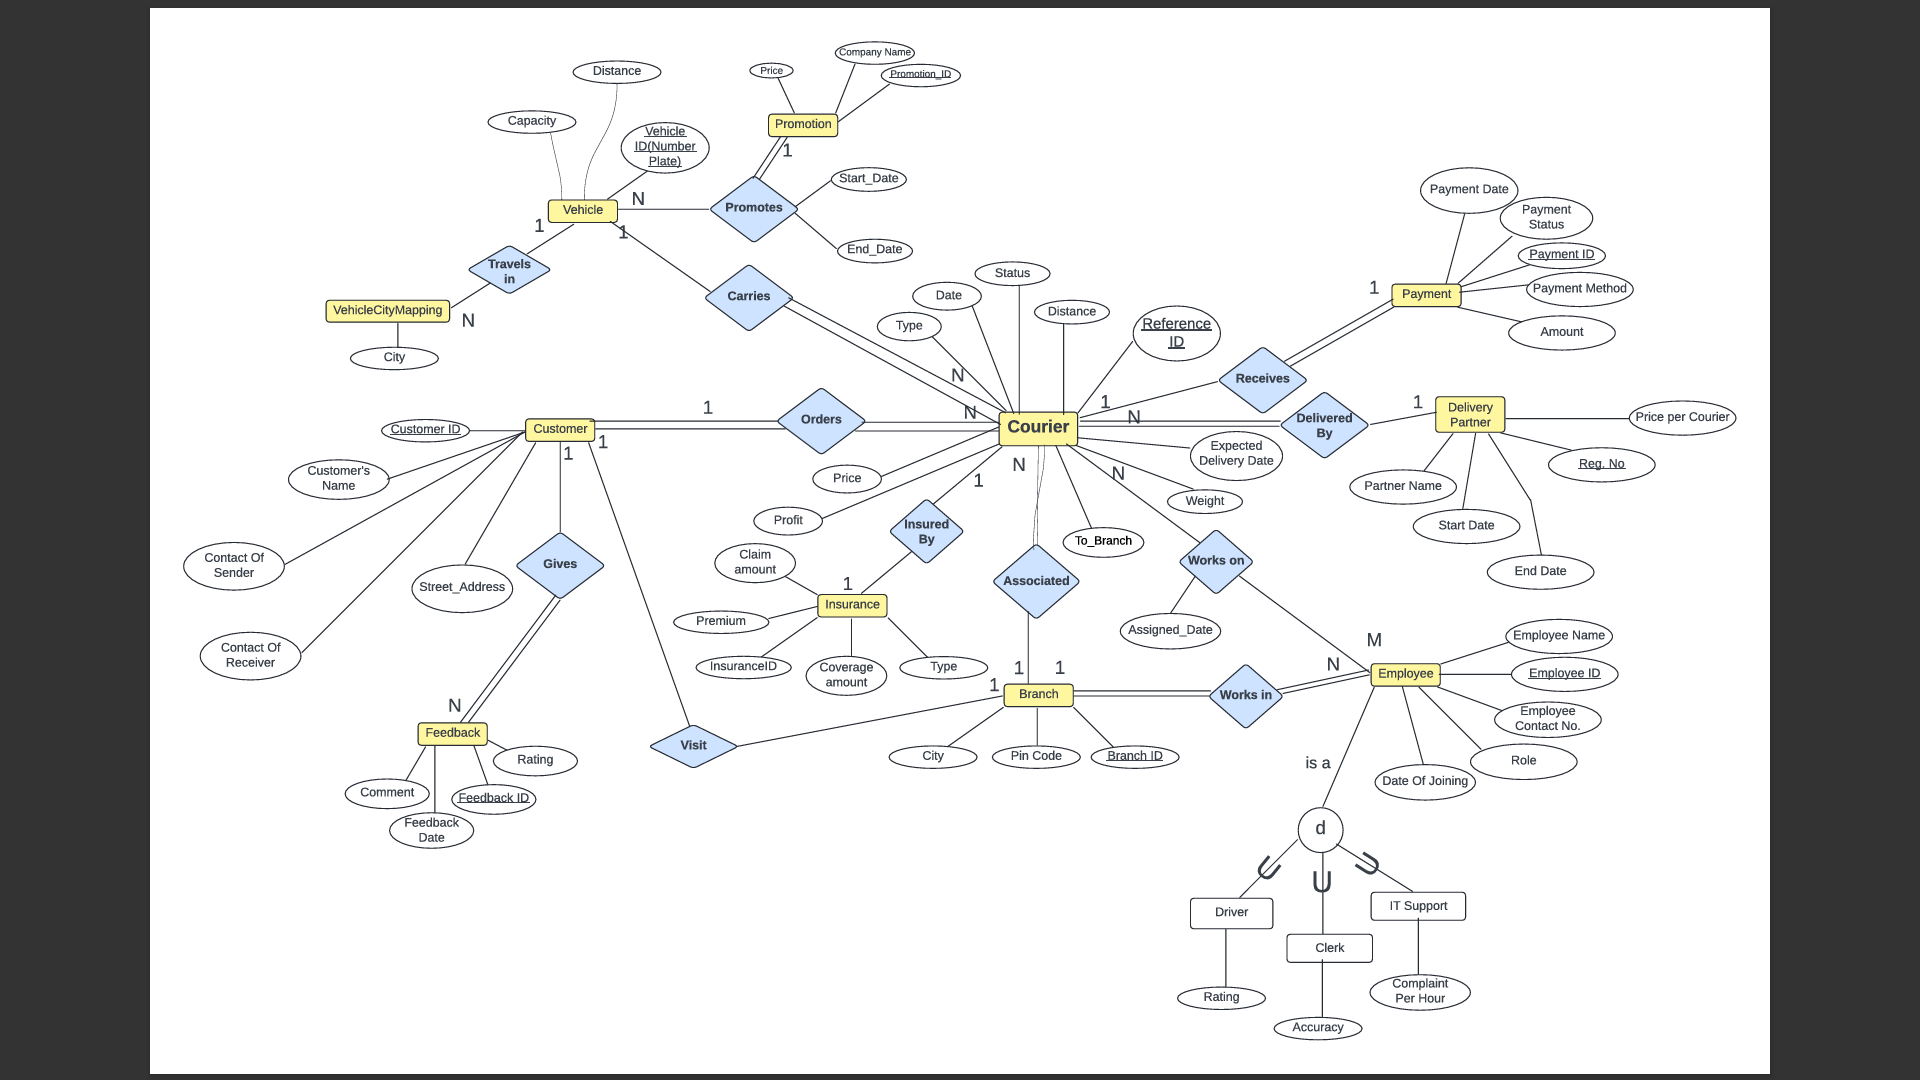 Company Name
Price
Distance
Promotion_ID
Capacity
Promotion
Vehicle
ID(Number
Plate)
1
Start_Date
Payment Date
N
Promotes
Vehicle
Payment
Status
1
1
End_Date
Payment ID
Travels
in
Status
Payment Method
1
Payment
Carries
Date
VehicleCityMapping
N
Distance
Type
Reference
ID
Amount
City
N
Receives
1
1
1
N
N
Orders
Delivery
Partner
Price per Courier
Customer ID
Customer
1
1
Courier
Delivered
By
Expected
Delivery Date
Customer's
Name
Price
1
N
N
Reg. No
Partner Name
Weight
Profit
Insured
By
Start Date
To_Branch
Contact Of
Sender
Gives
Claim
amount
Associated
Works on
End Date
Street_Address
1
Insurance
Premium
Assigned_Date
Contact Of
Receiver
InsuranceID
Coverage
amount
Type
1
1
1
M
N
Employee Name
Employee
Employee ID
Branch
Works in
N
Feedback
Visit
Employee
Contact No.
City
Pin Code
Branch ID
Rating
Role
is a
Date Of Joining
Comment
Feedback ID
Feedback
Date
d
U
U
U
Driver
IT Support
Clerk
Rating
Complaint
Per Hour
Accuracy